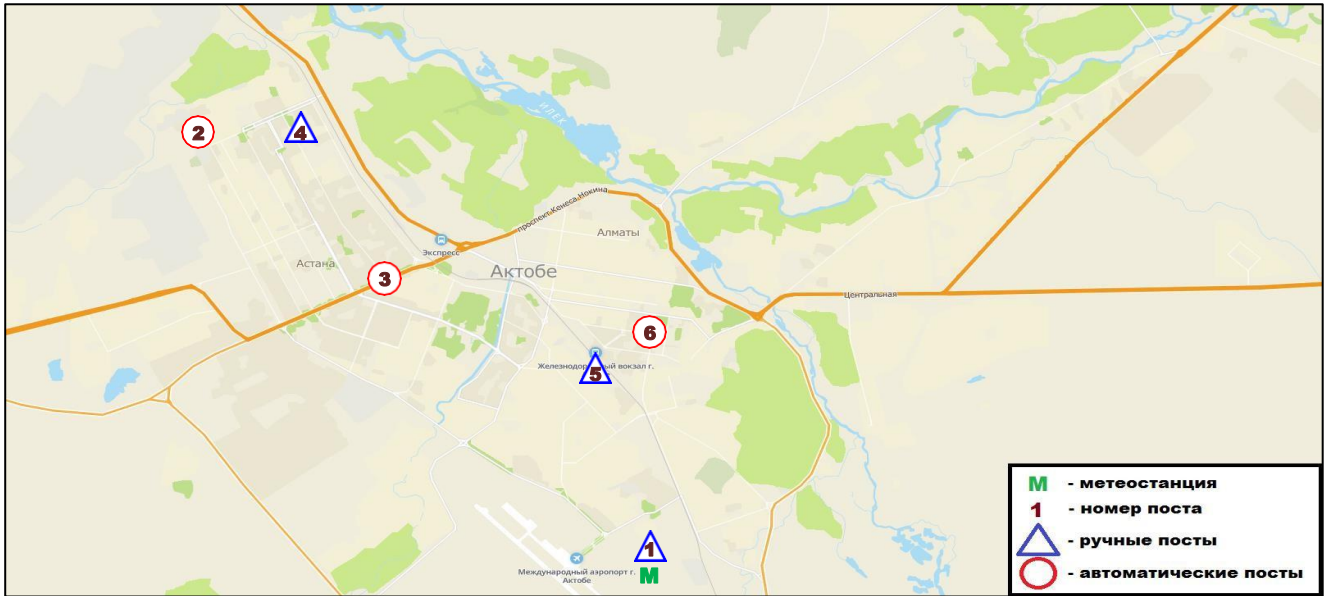 2
4
ИЛЕК
проспект Кенеса Нокина
Алматы
Экспресс
Астана
3
Актобе
Центральная
6
Железнодорожный вокзал г.
5
1
Международный аэропорт г.
Актобе
М
М - метеостанция
1 - номер поста
- ручные посты
- автоматические посты